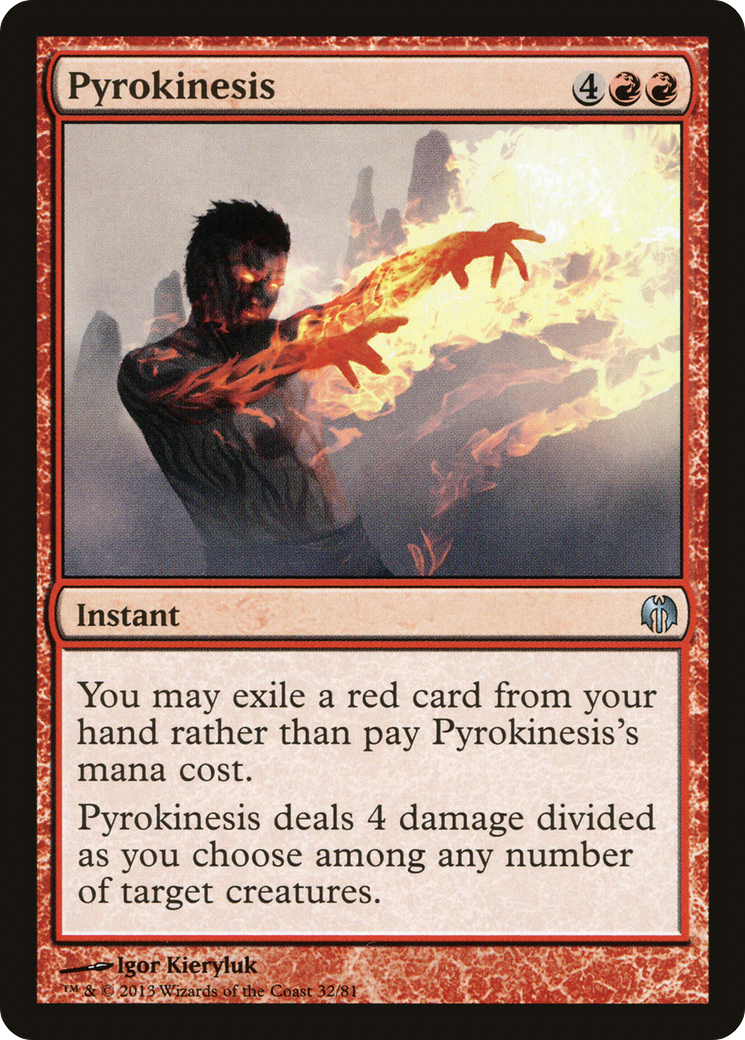 Pyrokinesis
4
Instant
You may exile a red card from your
hand rather than pay Pyrokinesis's
mana cost.
Pyrokinesis deals 4 damage divided
as you choose among any number
of target creatures.
Igor Kieryluk
™ & © 2013 Wizards of the Coast 32/81